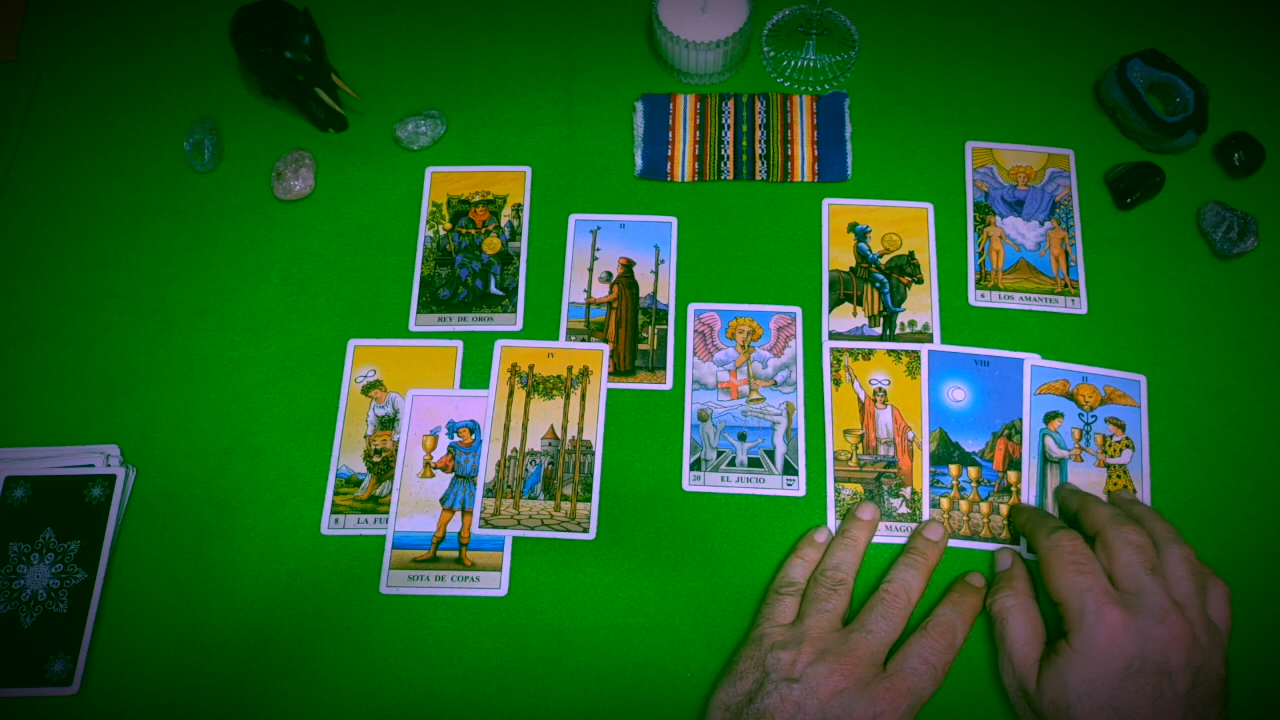 REY DE OROS
II
6 LOS AMANTES
IV
8 LA FU
SOTA DE COPAS
20 EL JUICIO ש
MAGO
VIII
II